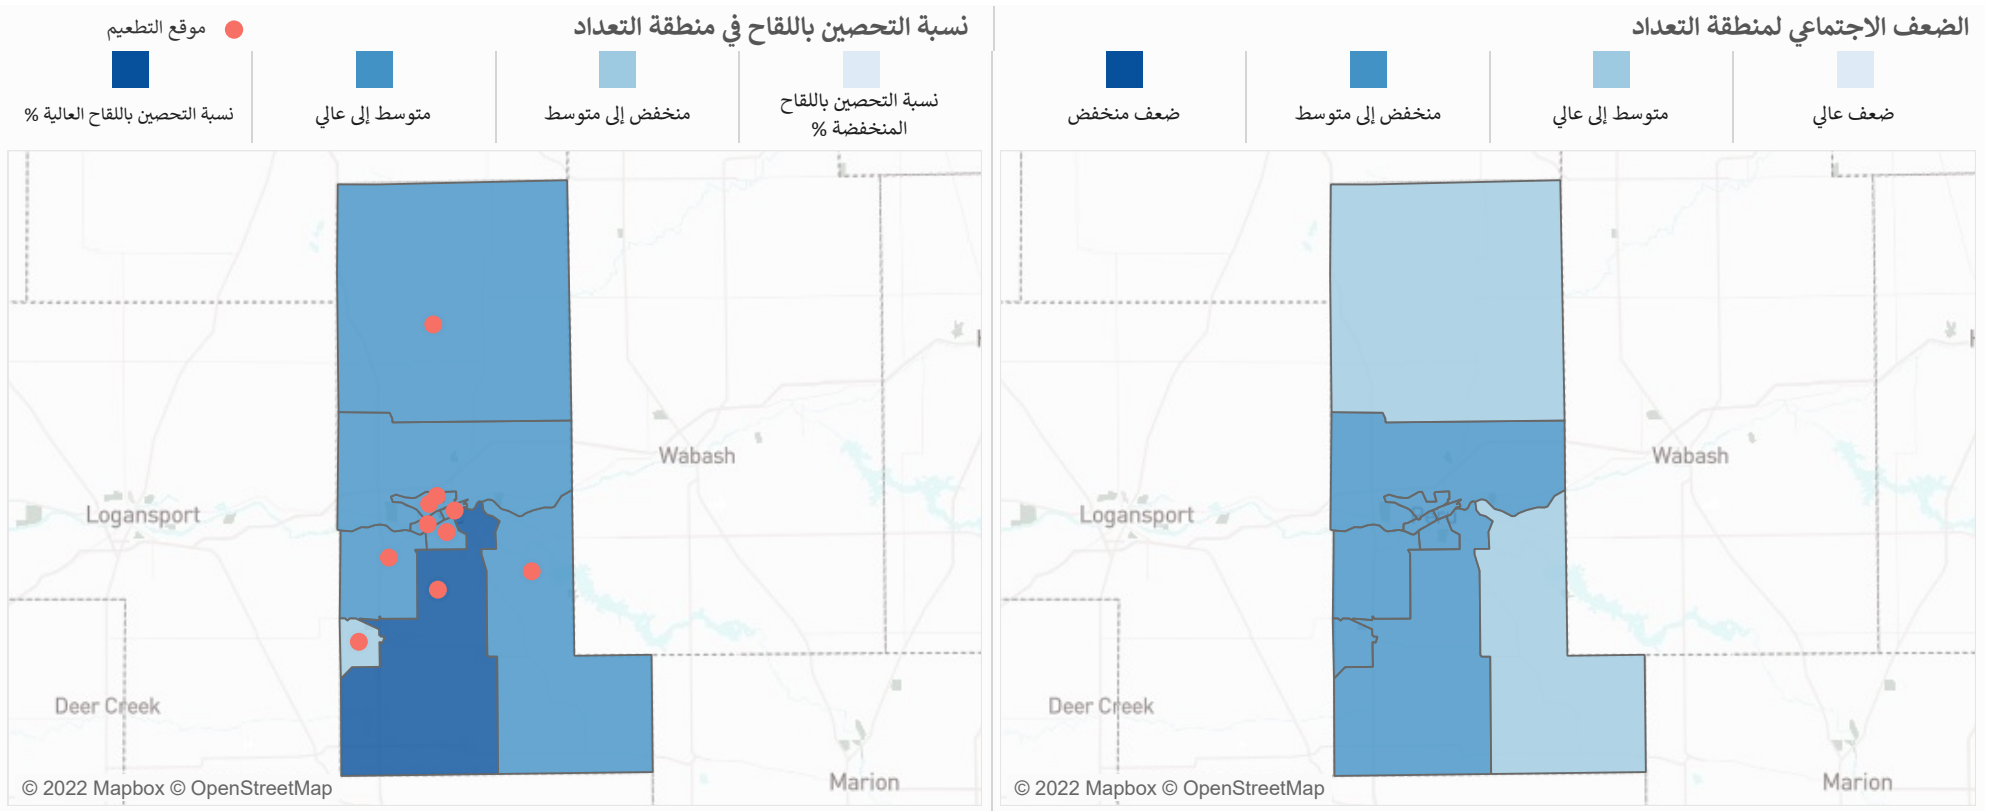 الضعف الاجتماعي لمنطقة التعداد
ضعف عالي
متوسط إلى عالي
منخفض إلى متوسط
ضعف منخفض
Wabash
Logansport
Peru
Deer Creek
Marion
© 2022 Mapbox © OpenStreetMap
نسبة التحصين باللقاح في منطقة التعداد
موقع التطعيم
نسبة التحصين باللقاح
المنخفضة %
منخفض إلى متوسط
متوسط إلى عالي
نسبة التحصين باللقاح العالية %
Wabash
Logansport
Deer Creek
Marion
© 2022 Mapbox © OpenStreetMap